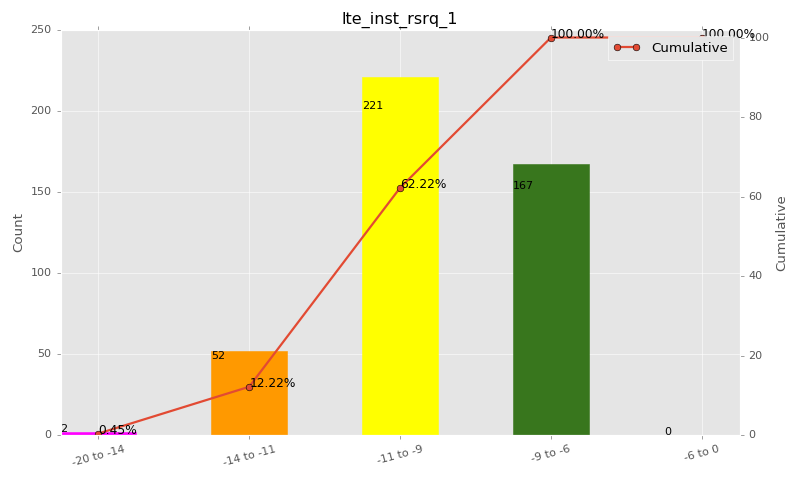 lte_inst_rsrq_1
Cumulative
250
200
150
100
50
0
100
80
60
40
20
0
Count
Cumulative
2
52
221
167
0
0.45%
12.22%
62.22%
100.00%
100.00%
-20 to -14
-14 to -11
-11 to -9
-9 to -6
-6 to 0